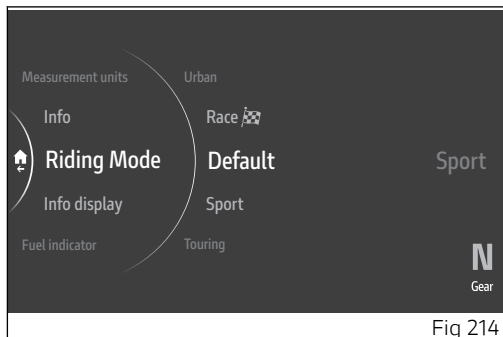 Measurement units
Info
Riding Mode
Info display
Fuel indicator
Urban
Race
Default
Sport
Touring
Sport
N
Gear
Fig 214